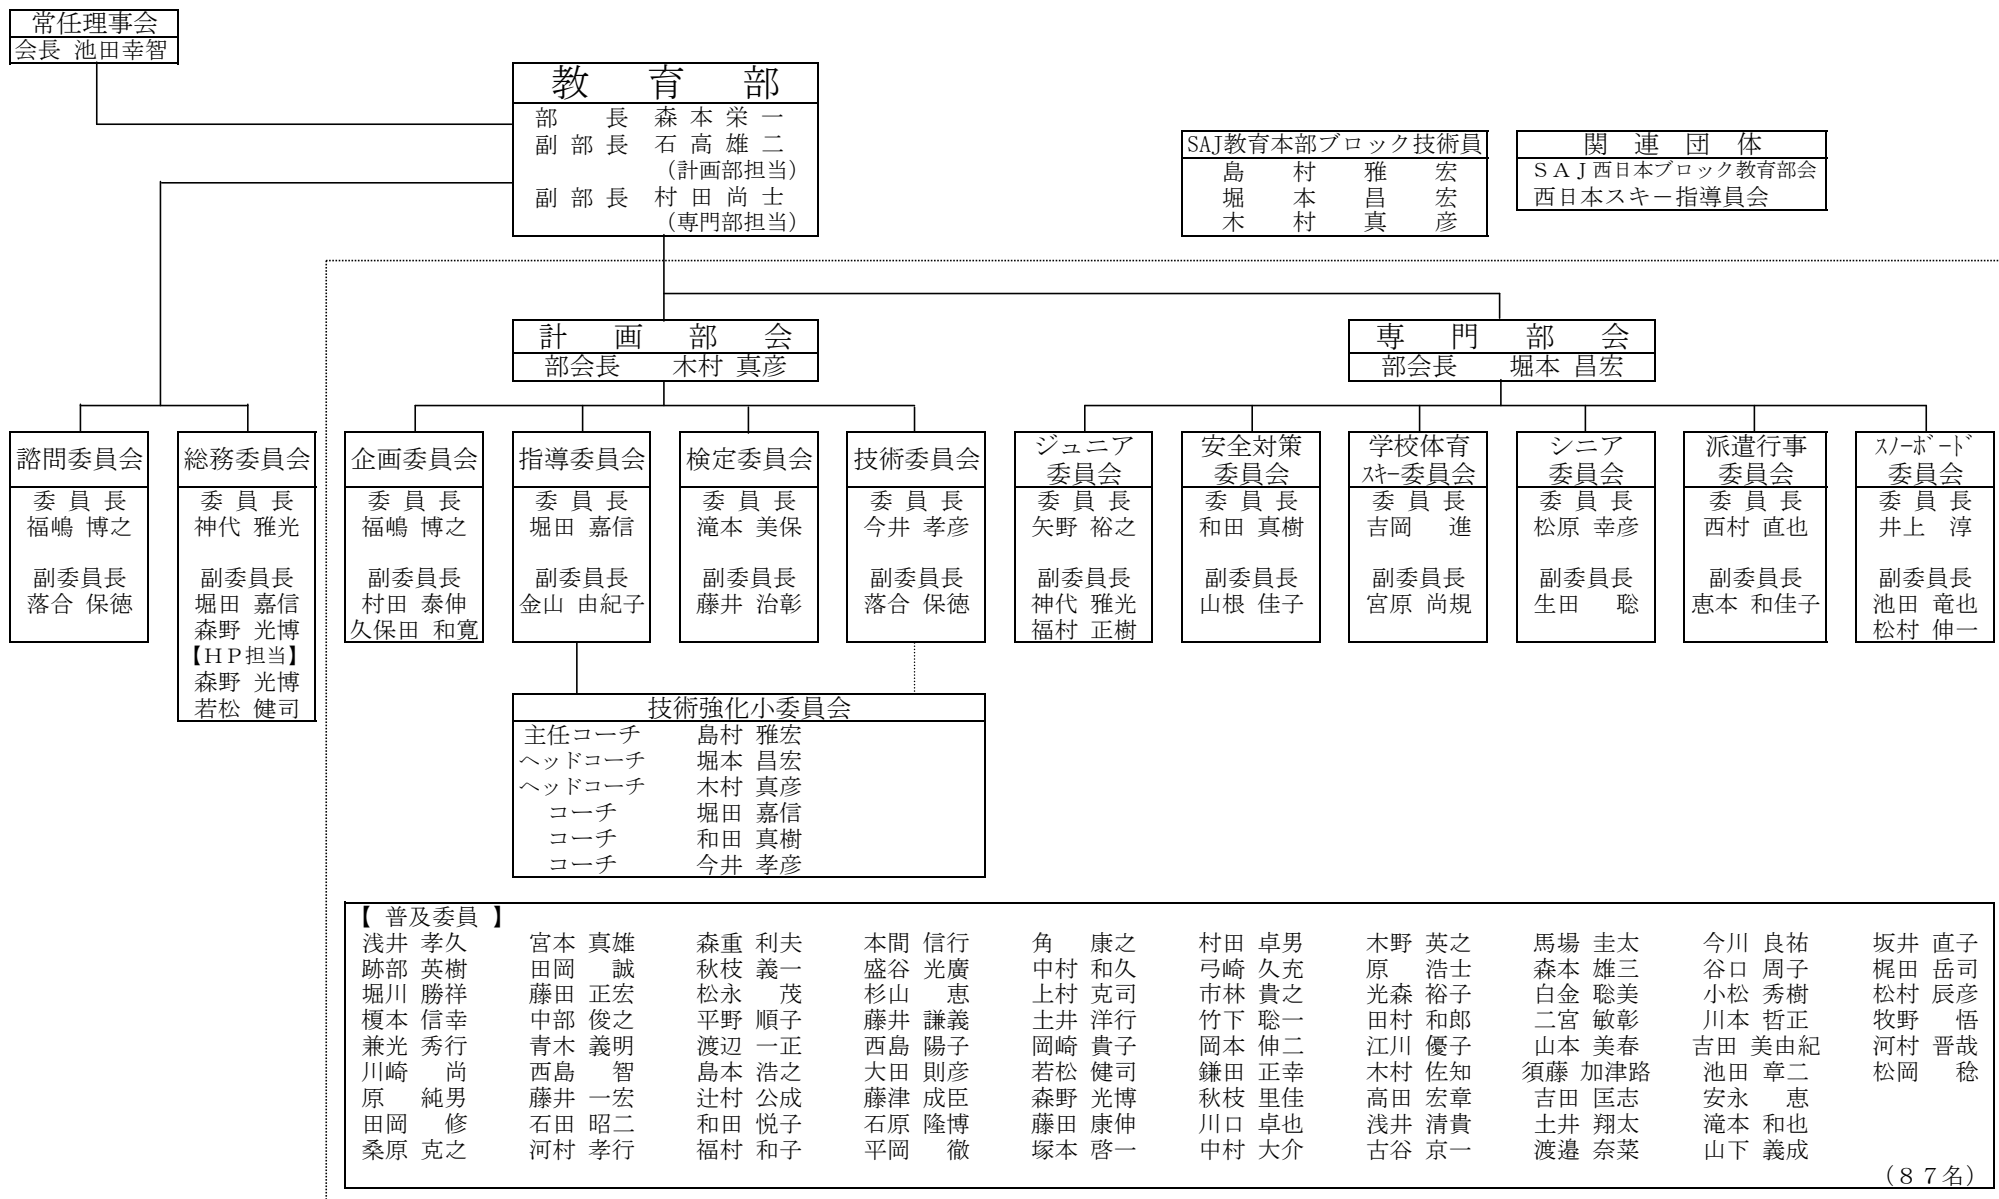 常任理事会
会長 池田幸智
教育部
部長 森本栄一
副部長 石高雄二
(計画部担当)
副部長 村田尚士
(専門部担当)
SAJ教育本部ブロック技術員
島村雅宏
堀本昌宏
木村真彦
関連団体
ＳＡＪ西日本ブロック教育部会
西日本スキー指導員会
計画部会
部会長 木村 真彦
専門部会
部会長 堀本 昌宏
諮問委員会
委員長
福嶋 博之
副委員長
落合 保徳
総務委員会
委員長
神代 雅光
副委員長
堀田 嘉信
森野 光博
【ＨＰ担当】
森野 光博
若松 健司
企画委員会
委員長
福嶋 博之
副委員長
村田 泰伸
久保田 和寛
指導委員会
委員長
堀田 嘉信
副委員長
金山 由紀子
検定委員会
委員長
滝本 美保
副委員長
藤井 治彰
技術委員会
委員長
今井 孝彦
副委員長
落合 保徳
ジュニア
委員会
委員長
矢野 裕之
副委員長
神代 雅光
福村 正樹
安全対策
委員会
委員長
和田 真樹
副委員長
山根 佳子
学校体育
ｽｷｰ委員会
委員長
吉岡 進
副委員長
宮原 尚規
シニア
委員会
委員長
松原 幸彦
副委員長
生田 聡
派遣行事
委員会
委員長
西村 直也
副委員長
恵本 和佳子
ｽﾉｰﾎﾞｰﾄﾞ
委員会
委員長
井上 淳
副委員長
池田 竜也
松村 伸一
技術強化小委員会
主任コーチ 島村 雅宏
ヘッドコーチ 堀本 昌宏
ヘッドコーチ 木村 真彦
コーチ 堀田 嘉信
コーチ 和田 真樹
コーチ 今井 孝彦
【 普及委員 】
浅井 孝久 宮本 真雄 森重 利夫 本間 信行 角 康之 村田 卓男 木野 英之 馬場 圭太 今川 良祐 坂井 直子
跡部 英樹 田岡 誠 秋枝 義一 盛谷 光廣 中村 和久 弓崎 久充 原 浩士 森本 雄三 谷口 周子 梶田 岳司
堀川 勝祥 藤田 正宏 松永 茂 杉山 恵 上村 克司 市林 貴之 光森 裕子 白金 聡美 小松 秀樹 松村 辰彦
榎本 信幸 中部 俊之 平野 順子 藤井 謙義 土井 洋行 竹下 聡一 田村 和郎 二宮 敏彰 川本 哲正 牧野 悟
兼光 秀行 青木 義明 渡辺 一正 西島 陽子 岡崎 貴子 岡本 伸二 江川 優子 山本 美春 吉田 美由紀 河村 晋哉
川崎 尚 西島 智 島本 浩之 大田 則彦 若松 健司 鎌田 正幸 木村 佐知 須藤 加津路 池田 章二 松岡 稔
原 純男 藤井 一宏 辻村 公成 藤津 成臣 森野 光博 秋枝 里佳 高田 宏章 吉田 匡志 安永 恵
田岡 修 石田 昭二 和田 悦子 石原 隆博 藤田 康伸 川口 卓也 浅井 清貴 土井 翔太 滝本 和也
桑原 克之 河村 孝行 福村 和子 平岡 徹 塚本 啓一 中村 大介 古谷 京一 渡邉 奈菜 山下 義成
(８７名)